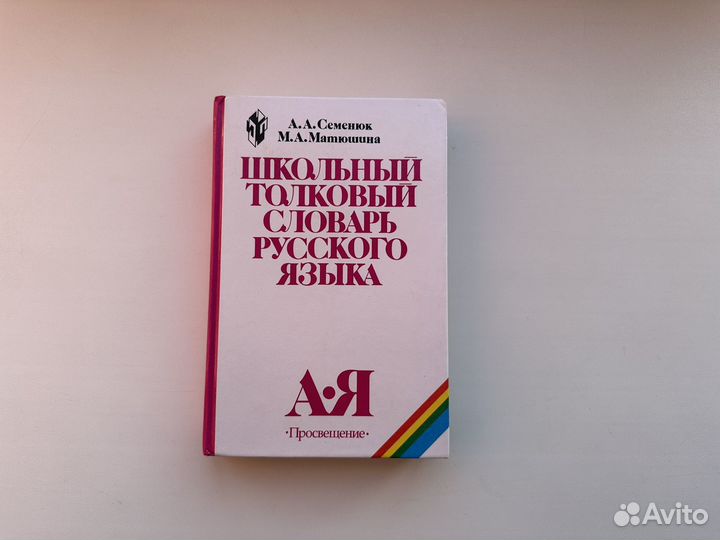 А.А.Семенюк
М.А.Матюшина
ШКОЛЬНЫЙ
ТОЛКОВЫЙ
СЛОВАРЬ
РУССКОГО
ЯЗЫКА
А•Я
•Просвещение•
Avito